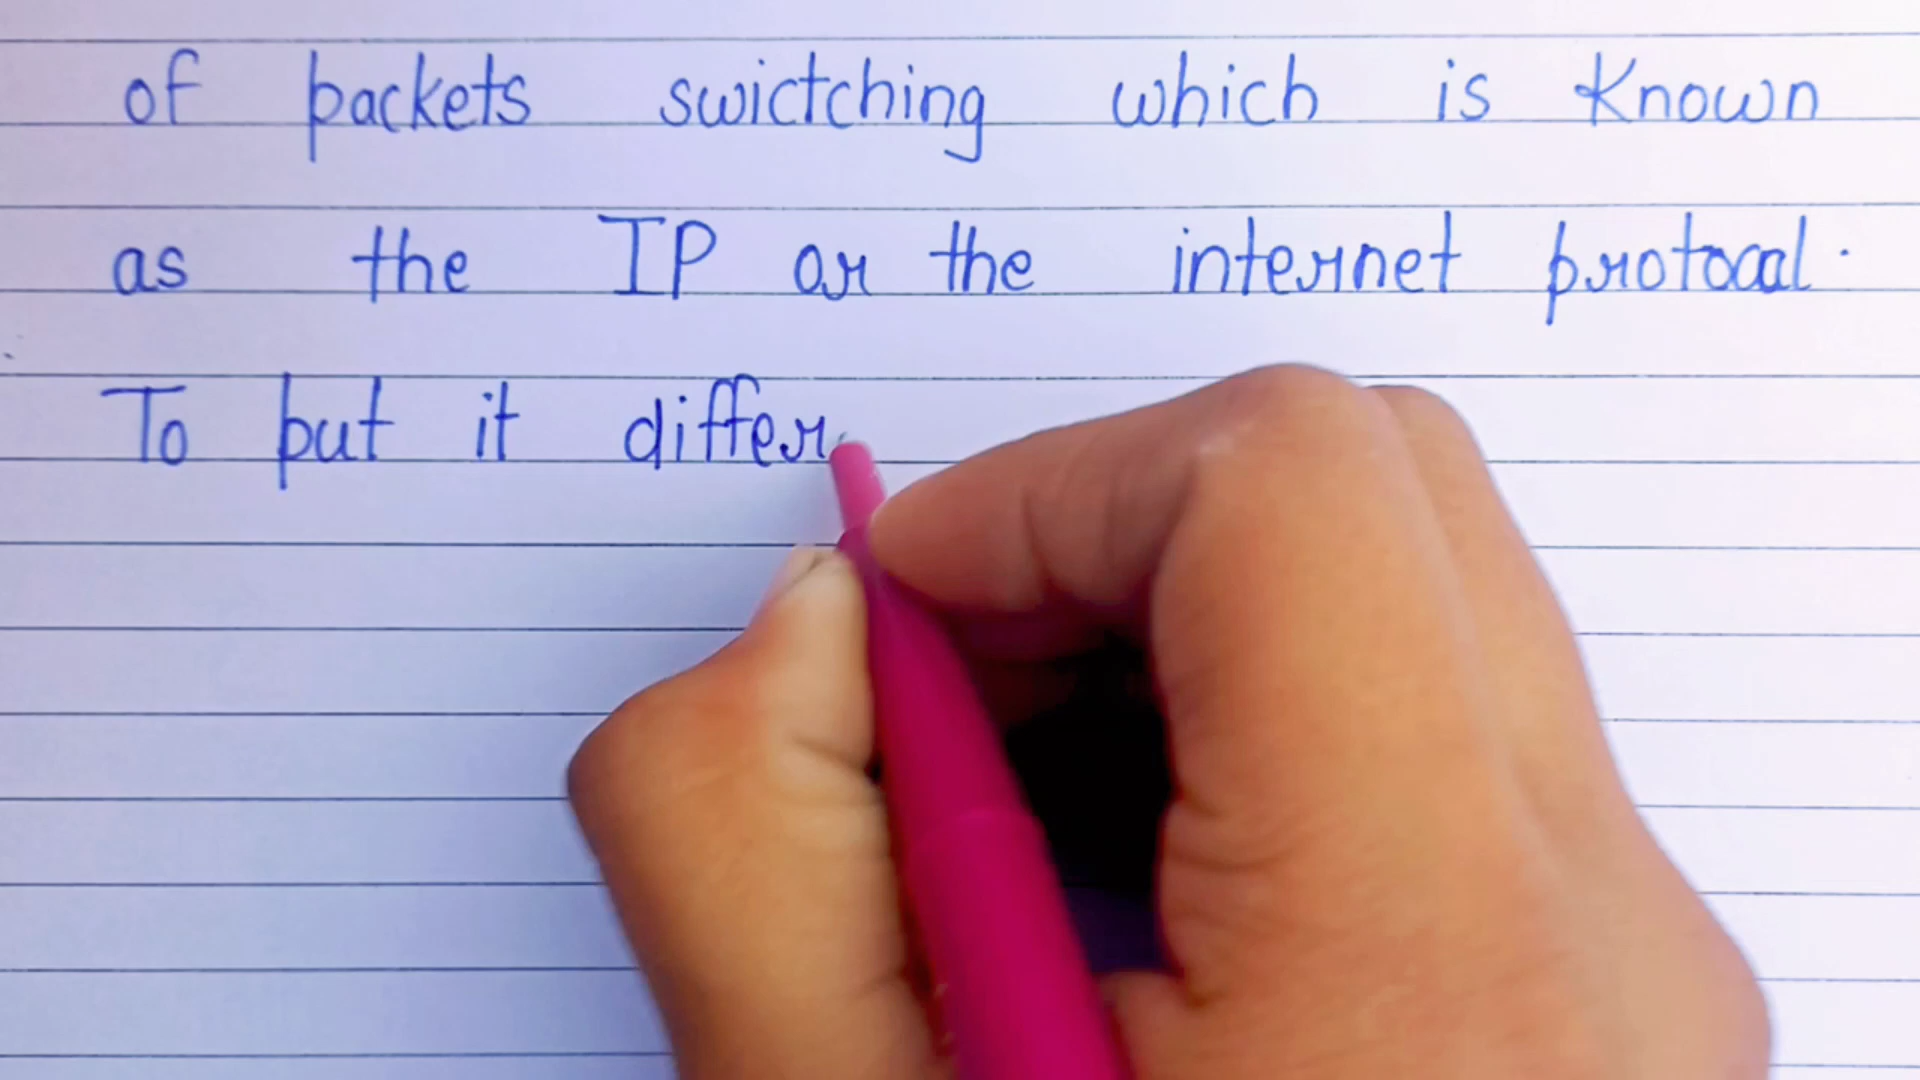 of packets swictching which is Known
as the IP or the internet protocal.
To put it differ